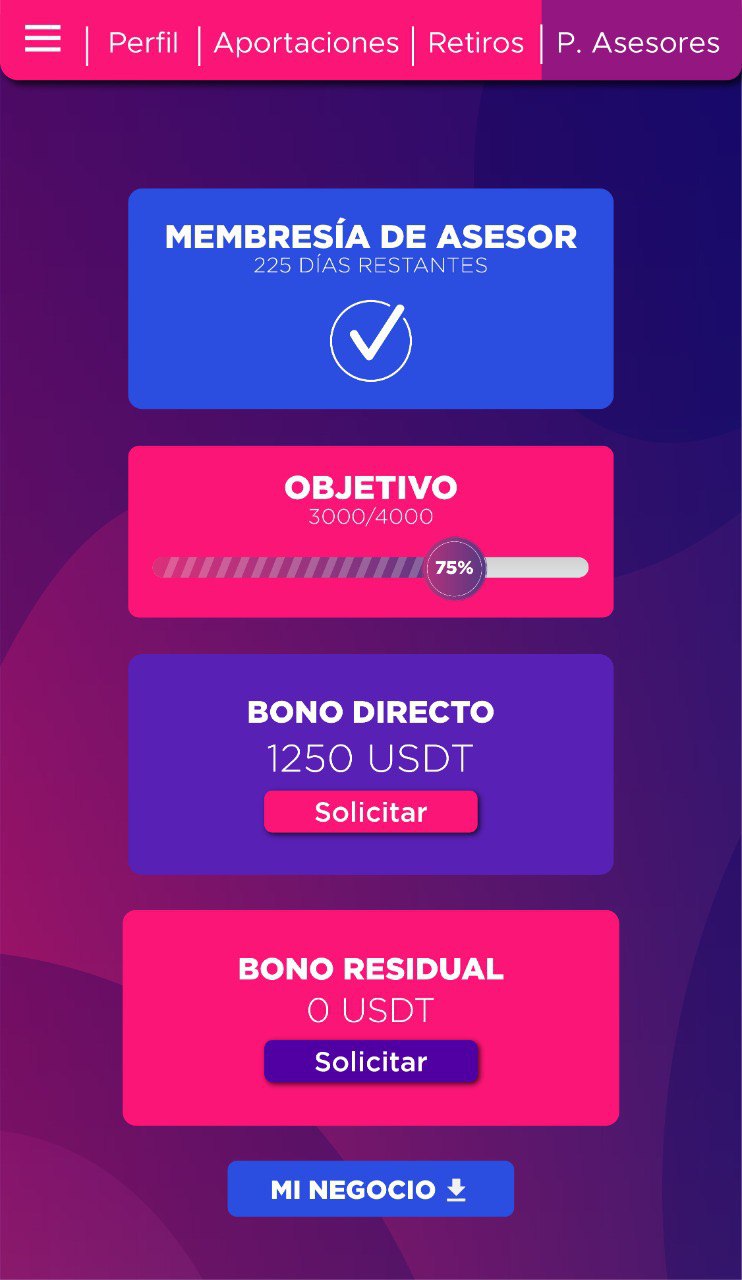 Perfil | Aportaciones | Retiros | P. Asesores
MEMBRESÍA DE ASESOR
225 DÍAS RESTANTES
OBJETIVO
3000/4000
75%
BONO DIRECTO
1250 USDT
Solicitar
BONO RESIDUAL
0 USDT
Solicitar
MI NEGOCIO